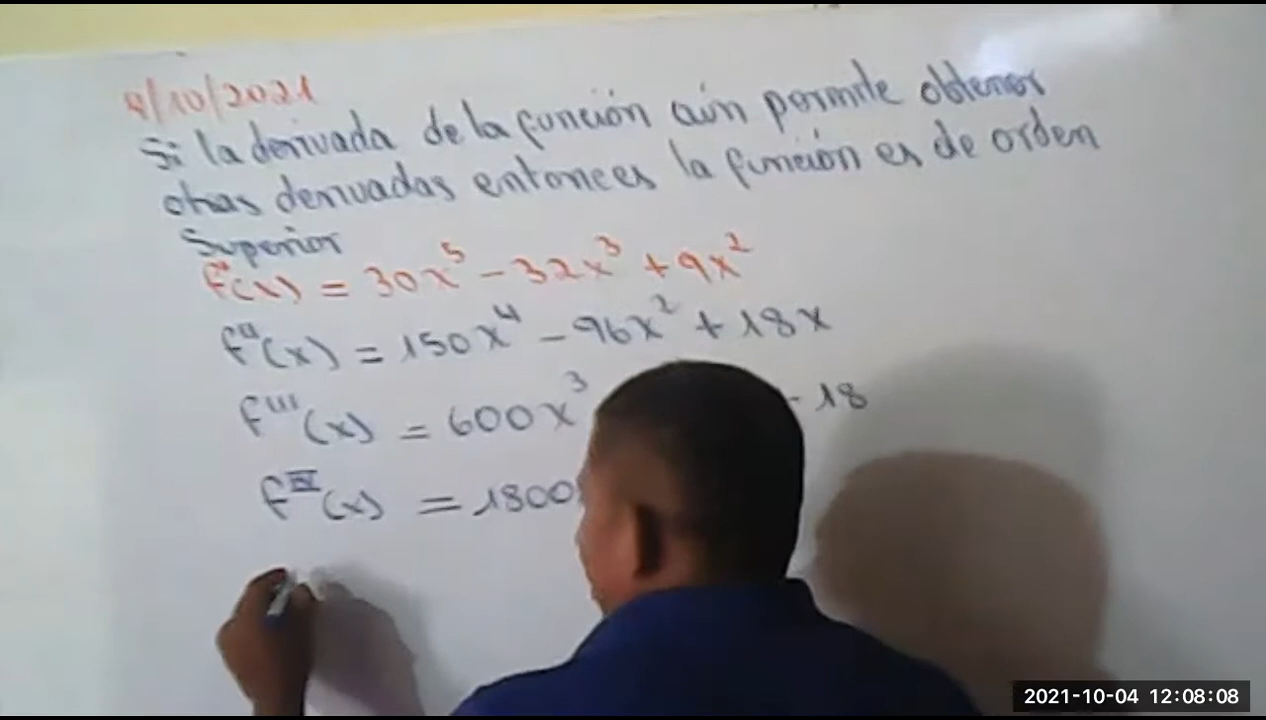 4/10/2021
Si la derivada de la función aún permite obtener
otras derivadas entonces la función es de orden
Superior
f'(x) = 30x⁵ - 32x³ + 9x²
f''(x) = 150x⁴ - 96x² + 18x
f'''(x) = 600x³ - 18
f^IV(x) = 1800
2021-10-04 12:08:08